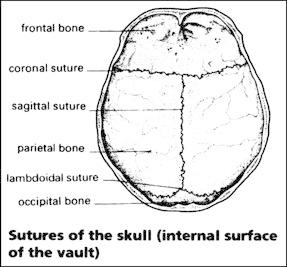 frontal bone
coronal suture
sagittal suture
parietal bone
lambdoidal suture
occipital bone
Sutures of the skull (internal surface
of the vault)